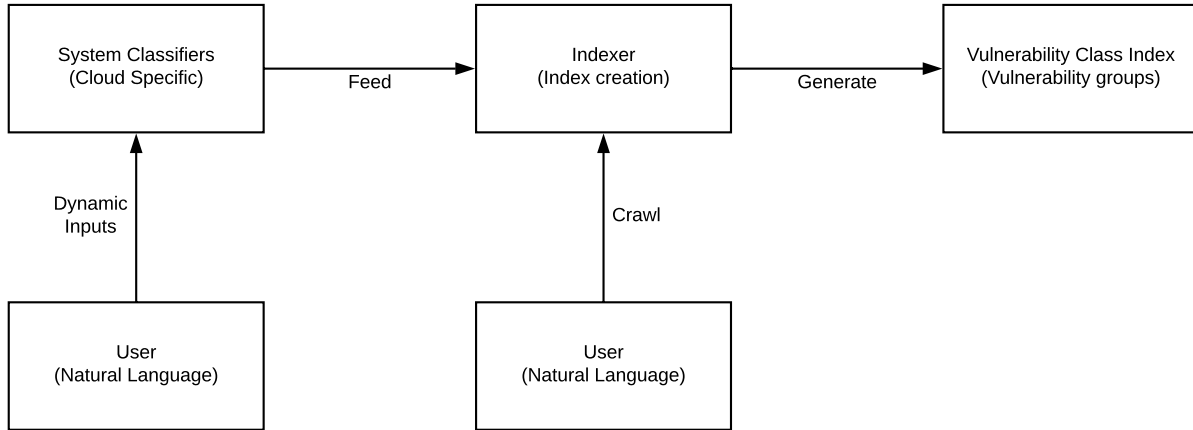 System Classifiers
(Cloud Specific)
Feed
Indexer
(Index creation)
Generate
Vulnerability Class Index
(Vulnerability groups)
Dynamic
Inputs
Crawl
User
(Natural Language)
User
(Natural Language)